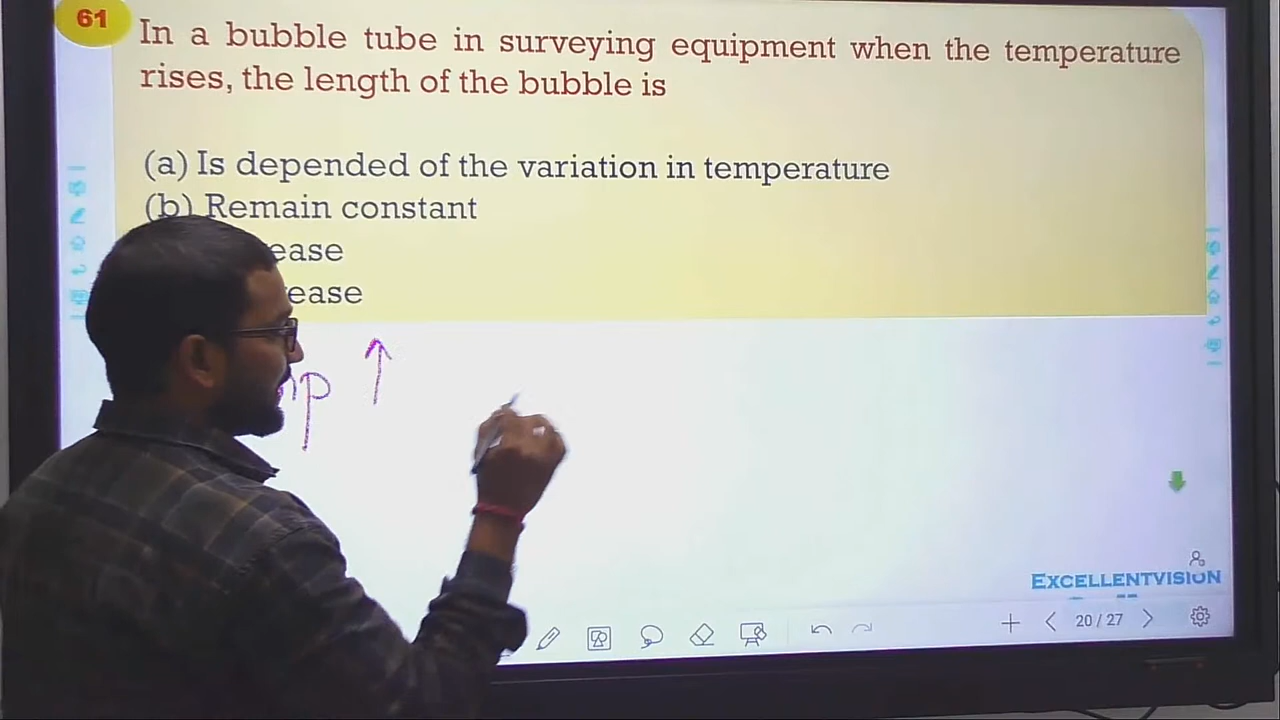 61
In a bubble tube in surveying equipment when the temperature
rises, the length of the bubble is
(a) Is depended of the variation in temperature
(b) Remain constant
ease
ease
p ↑
EXCELLENTVISION
20 / 27